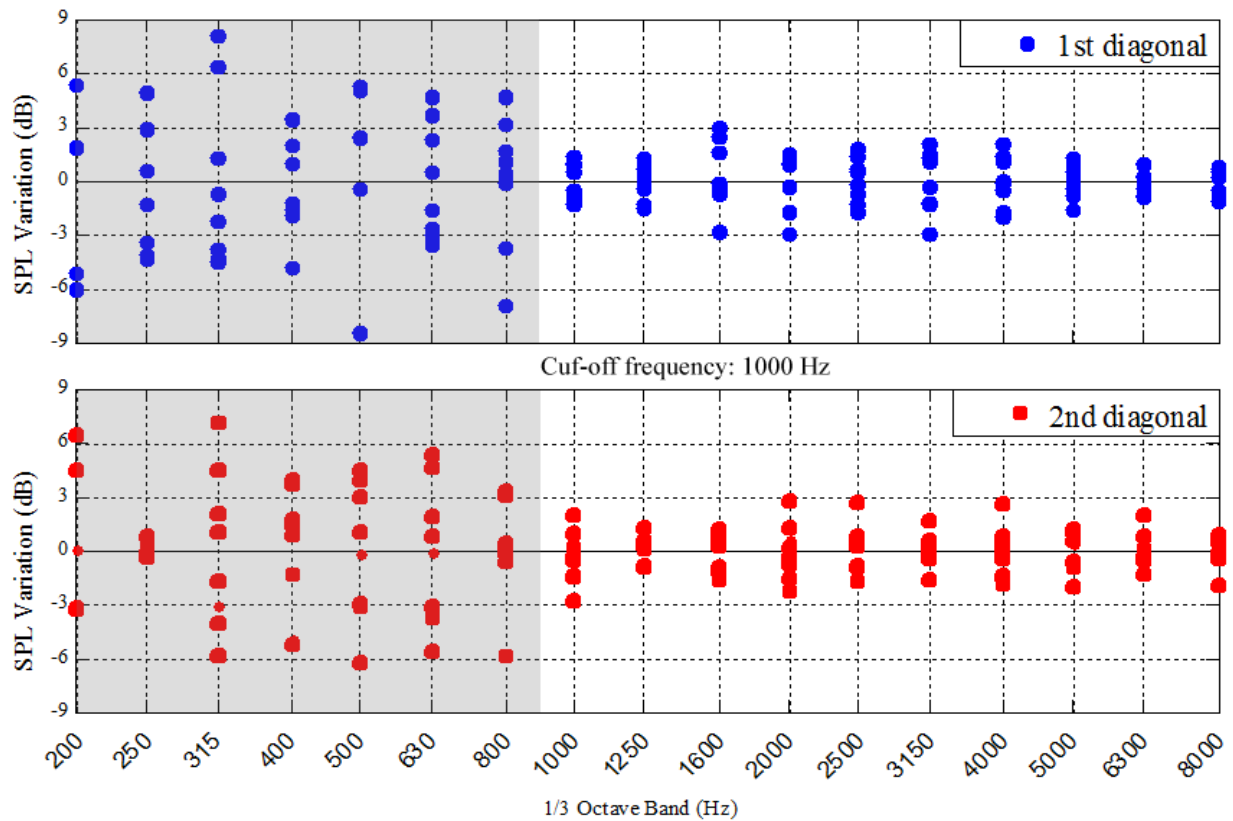 9
6
3
0
-3
-6
-9
SPL Variation (dB)
1st diagonal
Cuf-off frequency: 1000 Hz
9
6
3
0
-3
-6
-9
SPL Variation (dB)
2nd diagonal
200 250 315 400 500 630 800 1000 1250 1600 2000 2500 3150 4000 5000 6300 8000
1/3 Octave Band (Hz)